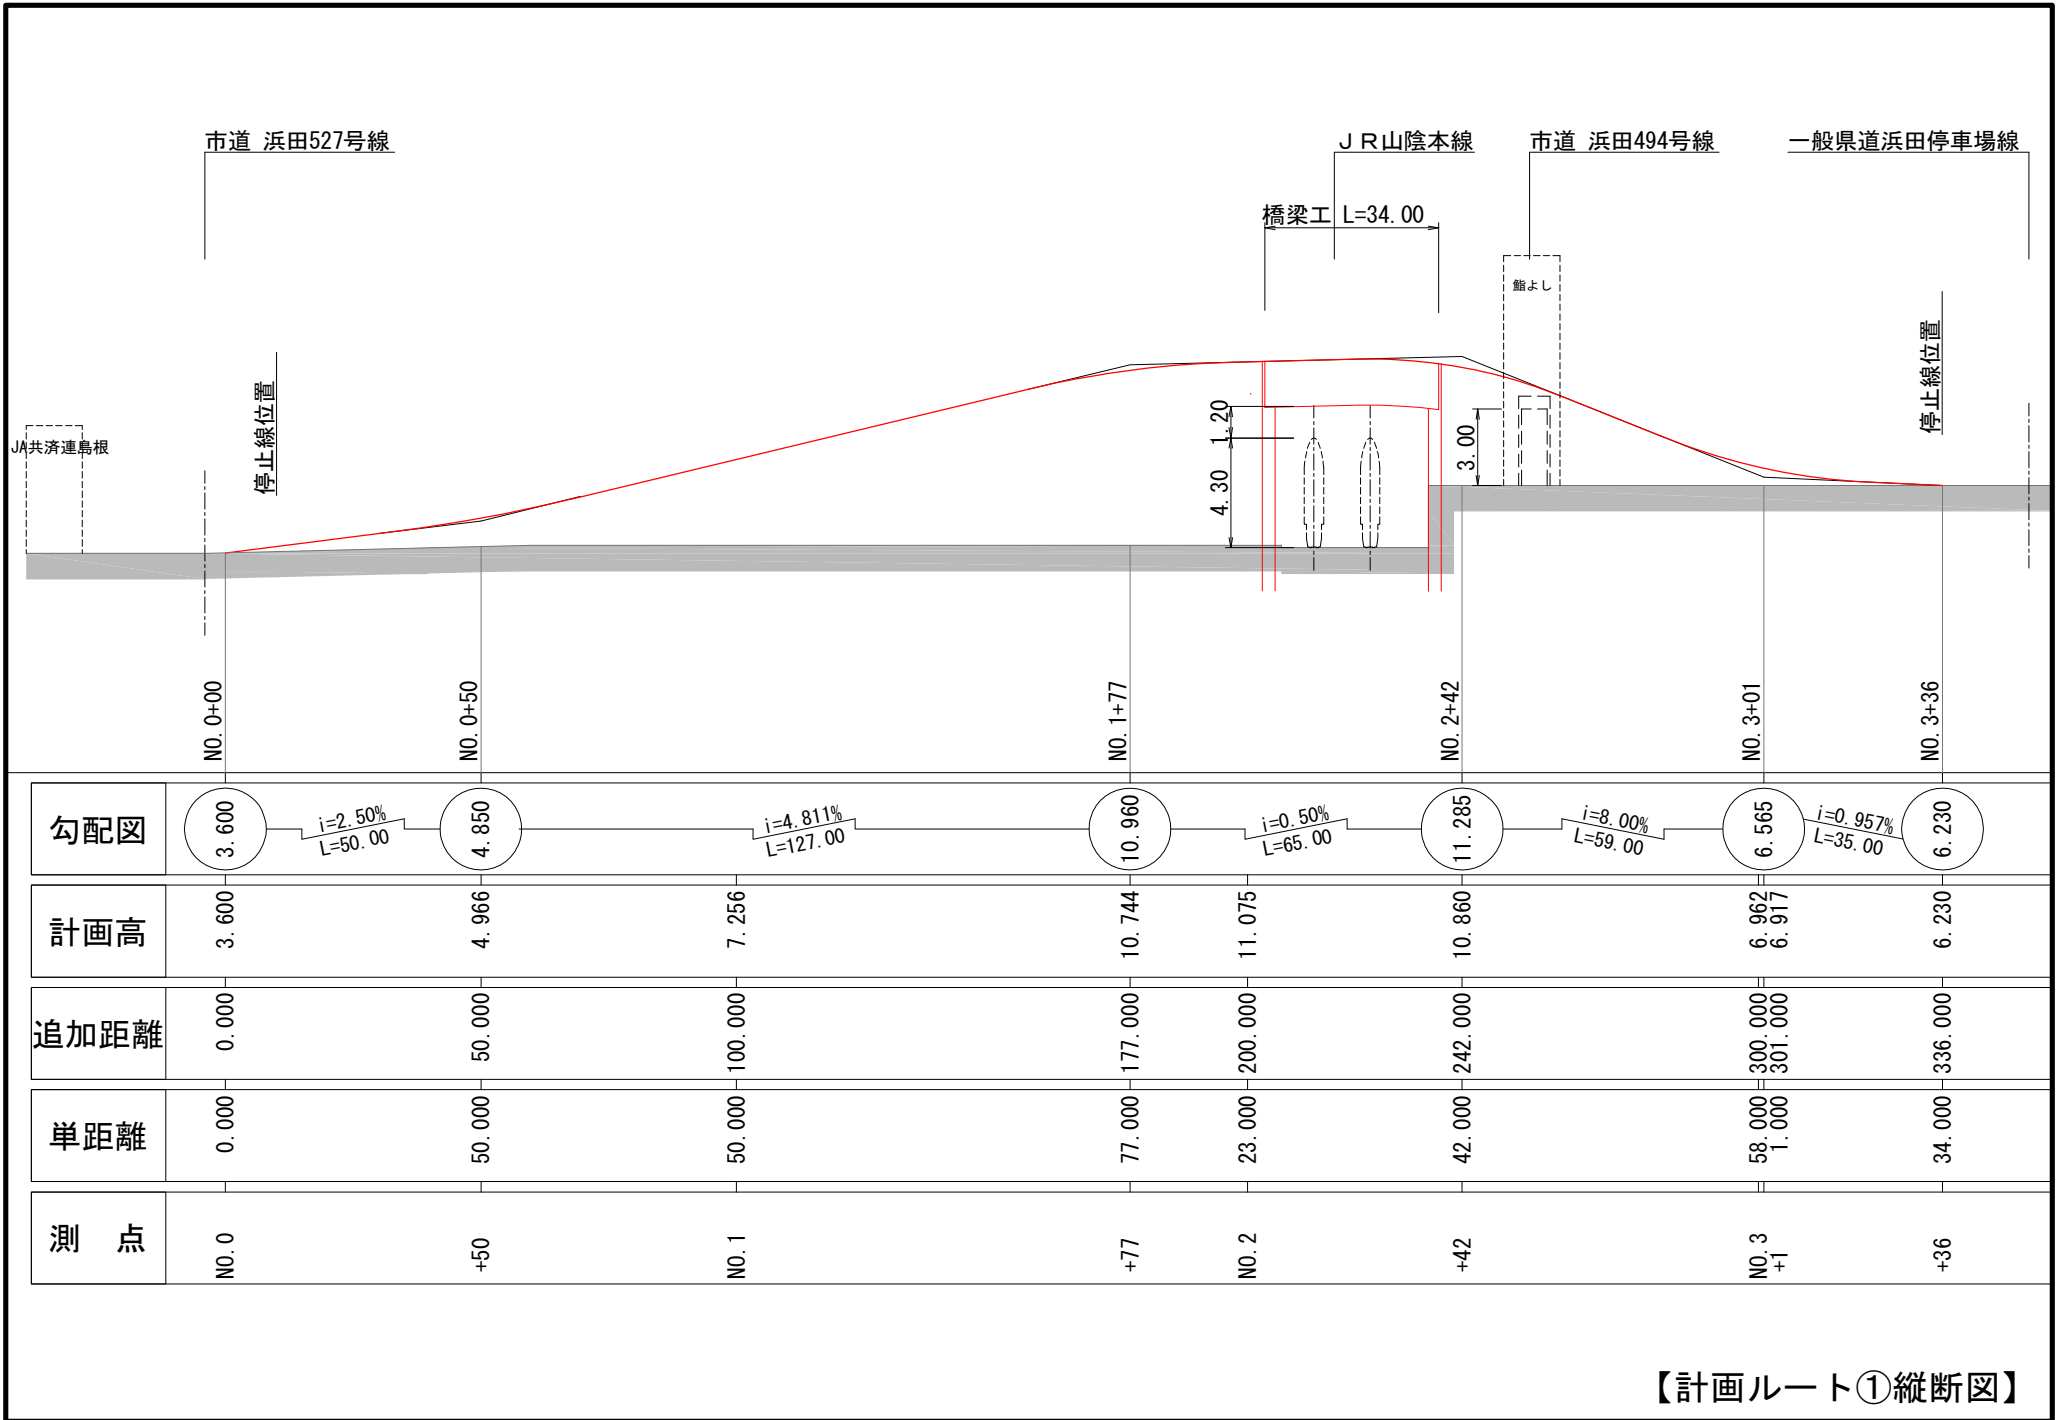 市道 浜田527号線
ＪＲ山陰本線
市道 浜田494号線
一般県道浜田停車場線
橋梁工 L=34.00
鮨よし
停止線位置
停止線位置
JA共済連島根
1.20
4.30
3.00
NO.0+00
NO.0+50
NO.1+77
NO.2+42
NO.3+01
NO.3+36
勾配図
3.600
i=2.50%
L=50.00
4.850
i=4.811%
L=127.00
10.960
i=0.50%
L=65.00
11.285
i=8.00%
L=59.00
6.565
i=0.957%
L=35.00
6.230
計画高
3.600
4.966
7.256
10.744
11.075
10.860
6.962
6.917
6.230
追加距離
0.000
50.000
100.000
177.000
200.000
242.000
300.000
301.000
336.000
単距離
0.000
50.000
50.000
77.000
23.000
42.000
58.000
1.000
34.000
測　点
NO.0
+50
NO.1
+77
NO.2
+42
NO.3
+1
+36
【計画ルート①縦断図】